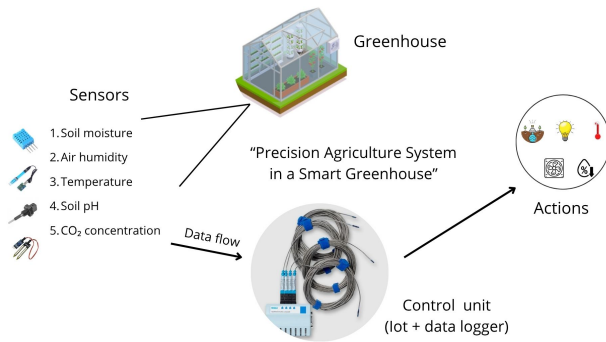 Greenhouse
Sensors
1. Soil moisture
2. Air humidity
3. Temperature
4. Soil pH
5. CO₂ concentration
“Precision Agriculture System
in a Smart Greenhouse”
Data flow
%
Actions
Control unit
(Iot + data logger)